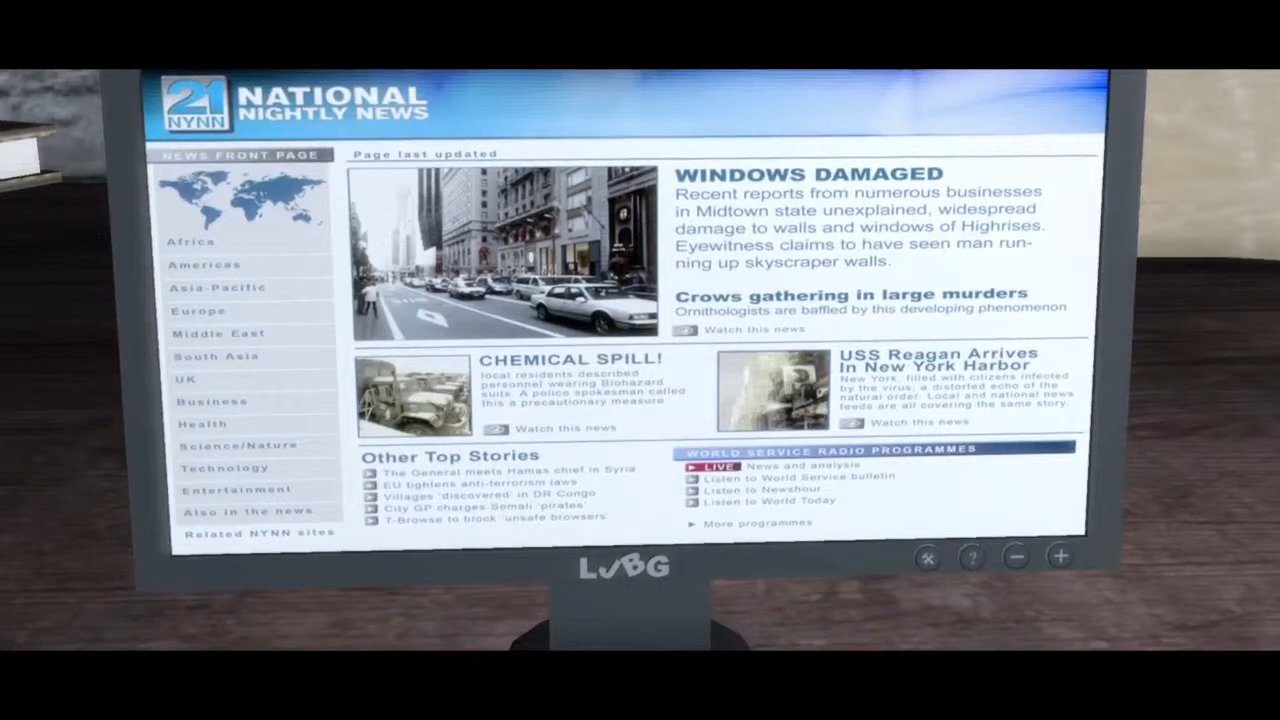 21
NYNN
NATIONAL
NIGHTLY NEWS
NEWS FRONT PAGE
Africa
Americas
Asia-Pacific
Europe
Middle East
South Asia
UK
Business
Health
Science/Nature
Technology
Entertainment
Also in the news
Related NYNN sites
Page last updated
WINDOWS DAMAGED
Recent reports from numerous businesses
in Midtown state unexplained, widespread
damage to walls and windows of Highrises.
Eyewitness claims to have seen man run-
ning up skyscraper walls.
Crows gathering in large murders
Ornithologists are baffled by this developing phenomenon
Watch this news
CHEMICAL SPILL!
local residents described
personnel wearing Biohazard
suits. A police spokesman called
this a precautionary measure
Watch this news
USS Reagan Arrives
In New York Harbor
New York, filled with citizens infected
by the virus; a distorted echo of the
natural order. Local and national news
feeds are all covering the same story.
Watch this news
Other Top Stories
The General meets Hamas chief in Syria
EU tightens anti-terrorism laws
Villages 'discovered' in DR Congo
City GP charges Somali 'pirates'
T-Browse to block 'unsafe browsers
WORLD SERVICE RADIO PROGRAMMES
LIVE News and analysis
Listen to World Service bulletin
Listen to Newshour
Listen to World Today
More programmes